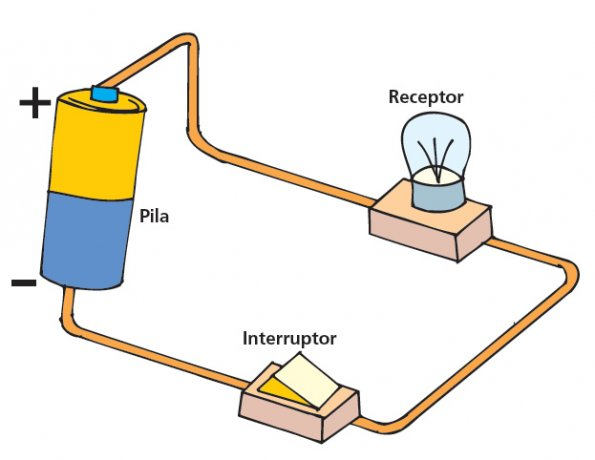 Receptor
+
Pila
−
Interruptor